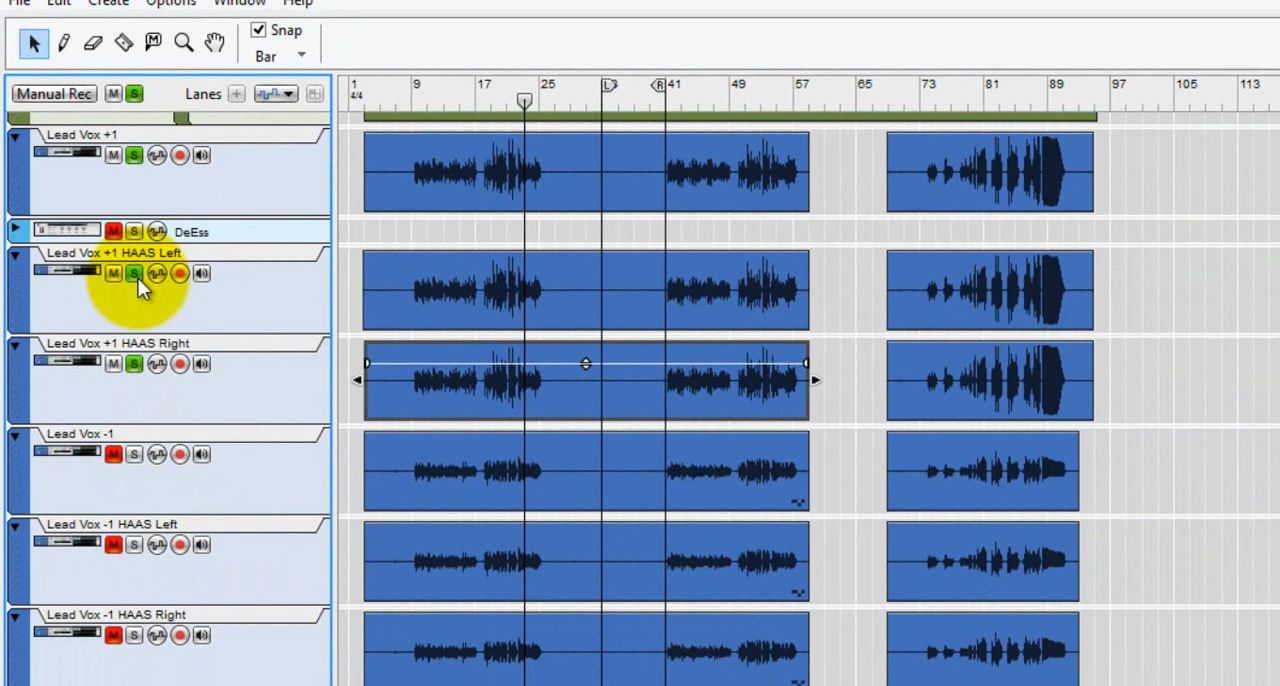 File Edit Create Options Window Help
Snap
Bar
Manual Rec M S Lanes
1 9 17 25 L R 41 49 57 65 73 81 89 97 105 113
4/4
Lead Vox +1
M S
M S DeEss
Lead Vox +1 HAAS Left
M S
Lead Vox +1 HAAS Right
M S
Lead Vox -1
M S
Lead Vox -1 HAAS Left
M S
Lead Vox -1 HAAS Right
M S